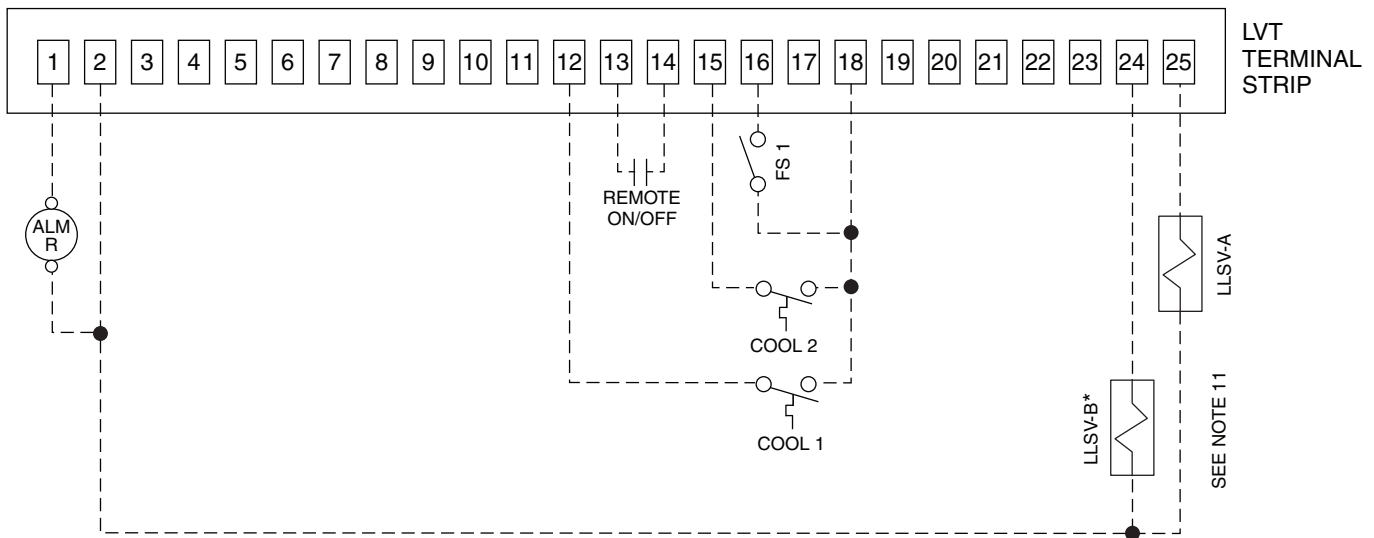 LVT
TERMINAL
STRIP
1 2 3 4 5 6 7 8 9 10 11 12 13 14 15 16 17 18 19 20 21 22 23 24 25
ALM
R
REMOTE
ON/OFF
FS 1
COOL 2
COOL 1
LLSV-A
LLSV-B*
SEE NOTE 11